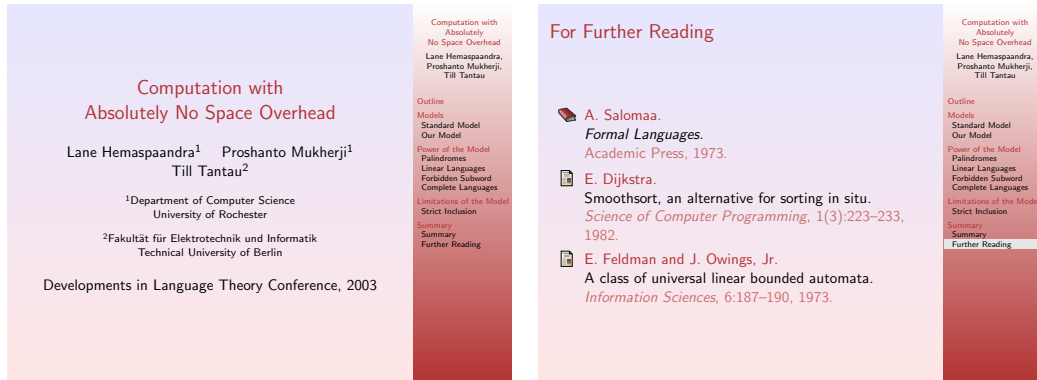 Computation with
Absolutely No Space Overhead
Lane Hemaspaandra1 Proshanto Mukherji1
Till Tantau2
1Department of Computer Science
University of Rochester
2Fakultät für Elektrotechnik und Informatik
Technical University of Berlin
Developments in Language Theory Conference, 2003
Computation with
Absolutely
No Space Overhead
Lane Hemaspaandra,
Proshanto Mukherji,
Till Tantau
Outline
Models
Standard Model
Our Model
Power of the Model
Palindromes
Linear Languages
Forbidden Subword
Complete Languages
Limitations of the Model
Strict Inclusion
Summary
Summary
Further Reading
For Further Reading
A. Salomaa.
Formal Languages.
Academic Press, 1973.
E. Dijkstra.
Smoothsort, an alternative for sorting in situ.
Science of Computer Programming, 1(3):223–233,
1982.
E. Feldman and J. Owings, Jr.
A class of universal linear bounded automata.
Information Sciences, 6:187–190, 1973.
Computation with
Absolutely
No Space Overhead
Lane Hemaspaandra,
Proshanto Mukherji,
Till Tantau
Outline
Models
Standard Model
Our Model
Power of the Model
Palindromes
Linear Languages
Forbidden Subword
Complete Languages
Limitations of the Mode
Strict Inclusion
Summary
Summary
Further Reading